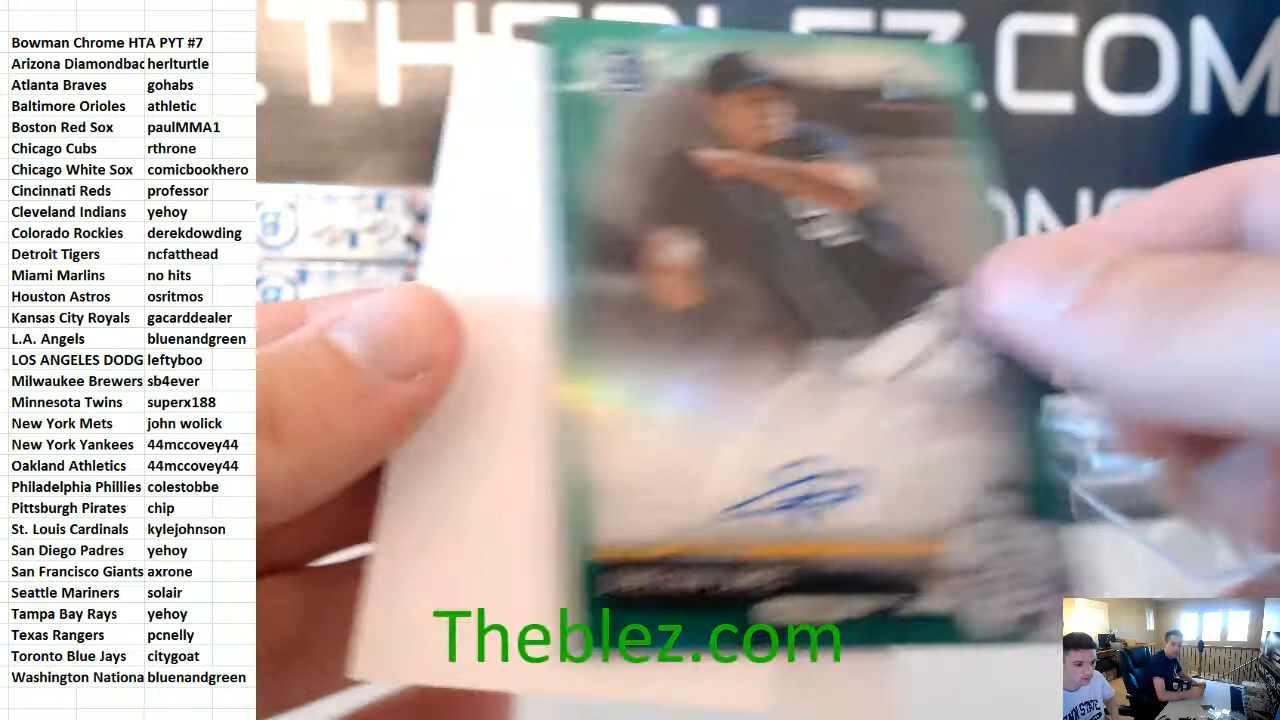 Bowman Chrome HTA PYT #7
Arizona Diamondbac herlturtle
Atlanta Braves gohabs
Baltimore Orioles athletic
Boston Red Sox paulMMA1
Chicago Cubs rthrone
Chicago White Sox comicbookhero
Cincinnati Reds professor
Cleveland Indians yehoy
Colorado Rockies derekdowding
Detroit Tigers ncfatthead
Miami Marlins no hits
Houston Astros osritmos
Kansas City Royals gacarddealer
L.A. Angels bluenandgreen
LOS ANGELES DODG leftyboo
Milwaukee Brewers sb4ever
Minnesota Twins superx188
New York Mets john wolick
New York Yankees 44mccovey44
Oakland Athletics 44mccovey44
Philadelphia Phillies colestobbe
Pittsburgh Pirates chip
St. Louis Cardinals kylejohnson
San Diego Padres yehoy
San Francisco Giants axrone
Seattle Mariners solair
Tampa Bay Rays yehoy
Texas Rangers pcnelly
Toronto Blue Jays citygoat
Washington Nationa bluenandgreen
.THEBLEZ.COM
Theblez.com